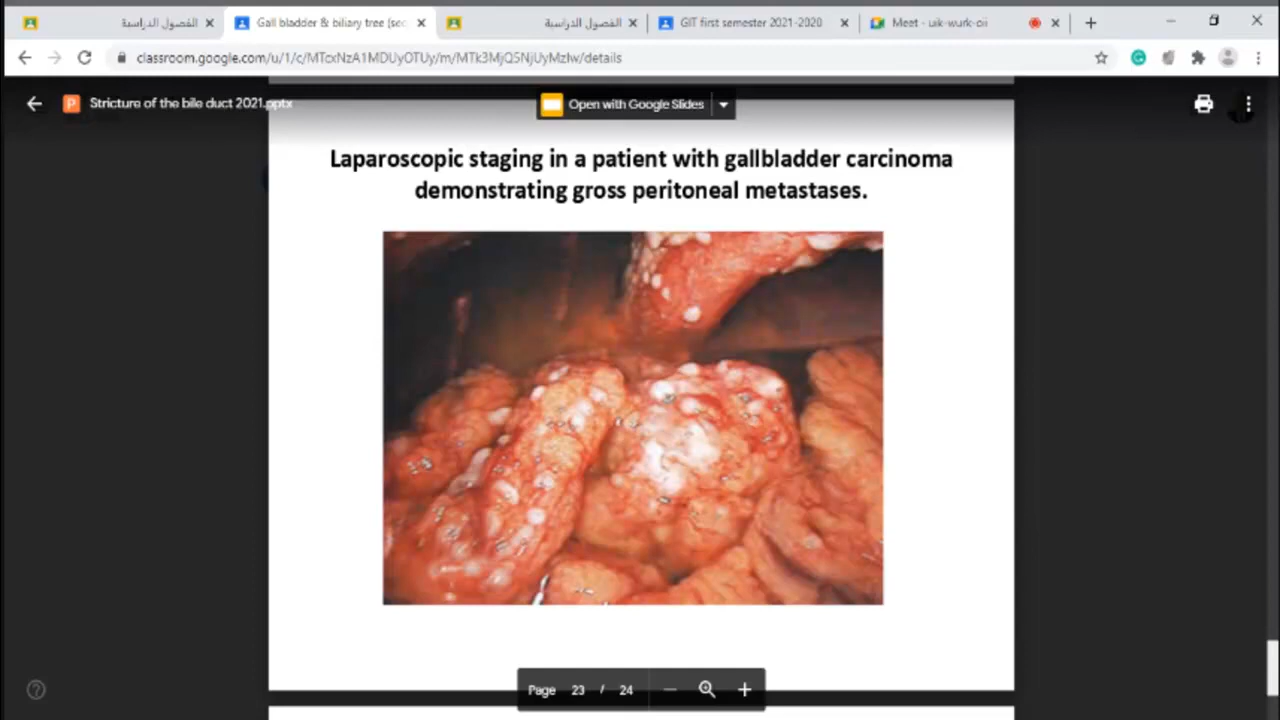 الفصول الدراسية
Gall bladder & biliary tree (sec
الفصول الدراسية
GIT first semester 2021-2020
Meet - uik-wurk-oii
classroom.google.com/u/1/c/MTcxNzA1MDUyOTUy/m/MTk3MjQ5NjUyMzIw/details
P
Stricture of the bile duct 2021.pptx
Open with Google Slides
Laparoscopic staging in a patient with gallbladder carcinoma
demonstrating gross peritoneal metastases.
Page 23 / 24